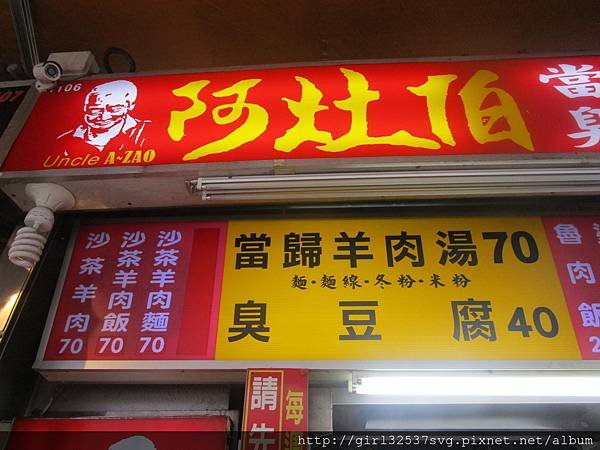 106
阿灶伯
Uncle A~ZAO
當
臭
沙茶羊肉 70
沙茶羊肉飯 70
沙茶羊肉麵 70
當歸羊肉湯70
麵·麵線·冬粉·米粉
臭豆腐40
魯肉飯
請先
每
http://girl32537svg.pixnet.net/album